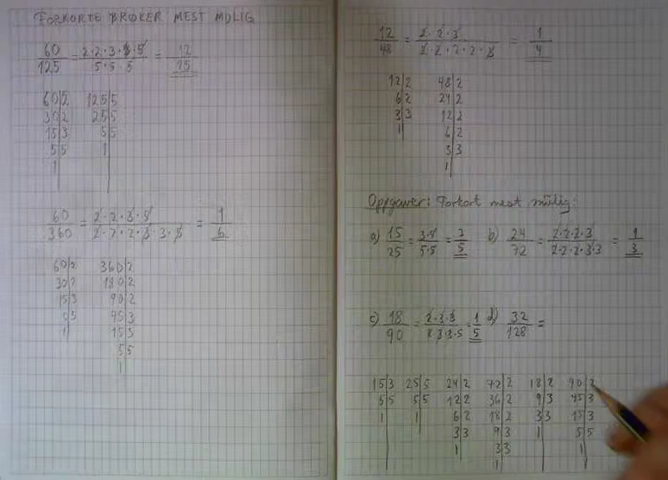 FORKORTE BRØKER MEST MULIG
60/125 = 2·2·3·5·5/5·5·5 = 12/25
60|2 125|5
30|2 25|5
15|3 5|5
5|5 1
1
60/360 = 2·2·3·5/2·2·2·3·3·5 = 1/6
60|2 360|2
30|2 180|2
15|3 90|2
5|5 45|3
1 15|3
5|5
1
12/48 = 2·2·3/2·2·2·2·3 = 1/4
12|2 48|2
6|2 24|2
3|3 12|2
1 6|2
3|3
1
Oppgaver: Forkort mest mulig:
a) 15/25 = 3·5/5·5 = 3/5 b) 24/72 = 2·2·2·3/2·2·2·3·3 = 1/3
c) 18/90 = 2·3·3/2·3·3·5 = 1/5 d) 32/128 =
15|3 25|5 24|2 72|2 18|2 90|2
5|5 5|5 12|2 36|2 9|3 45|3
1 1 6|2 18|2 3|3 15|3
3|3 9|3 1 5|5
1 3|3 1
1